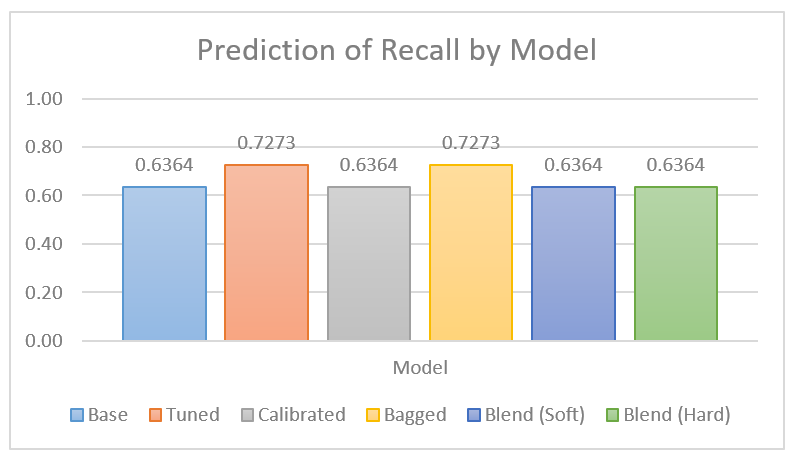 Prediction of Recall by Model
1.00
0.80
0.60
0.40
0.20
0.00
0.6364
0.7273
0.6364
0.7273
0.6364
0.6364
Model
Base
Tuned
Calibrated
Bagged
Blend (Soft)
Blend (Hard)